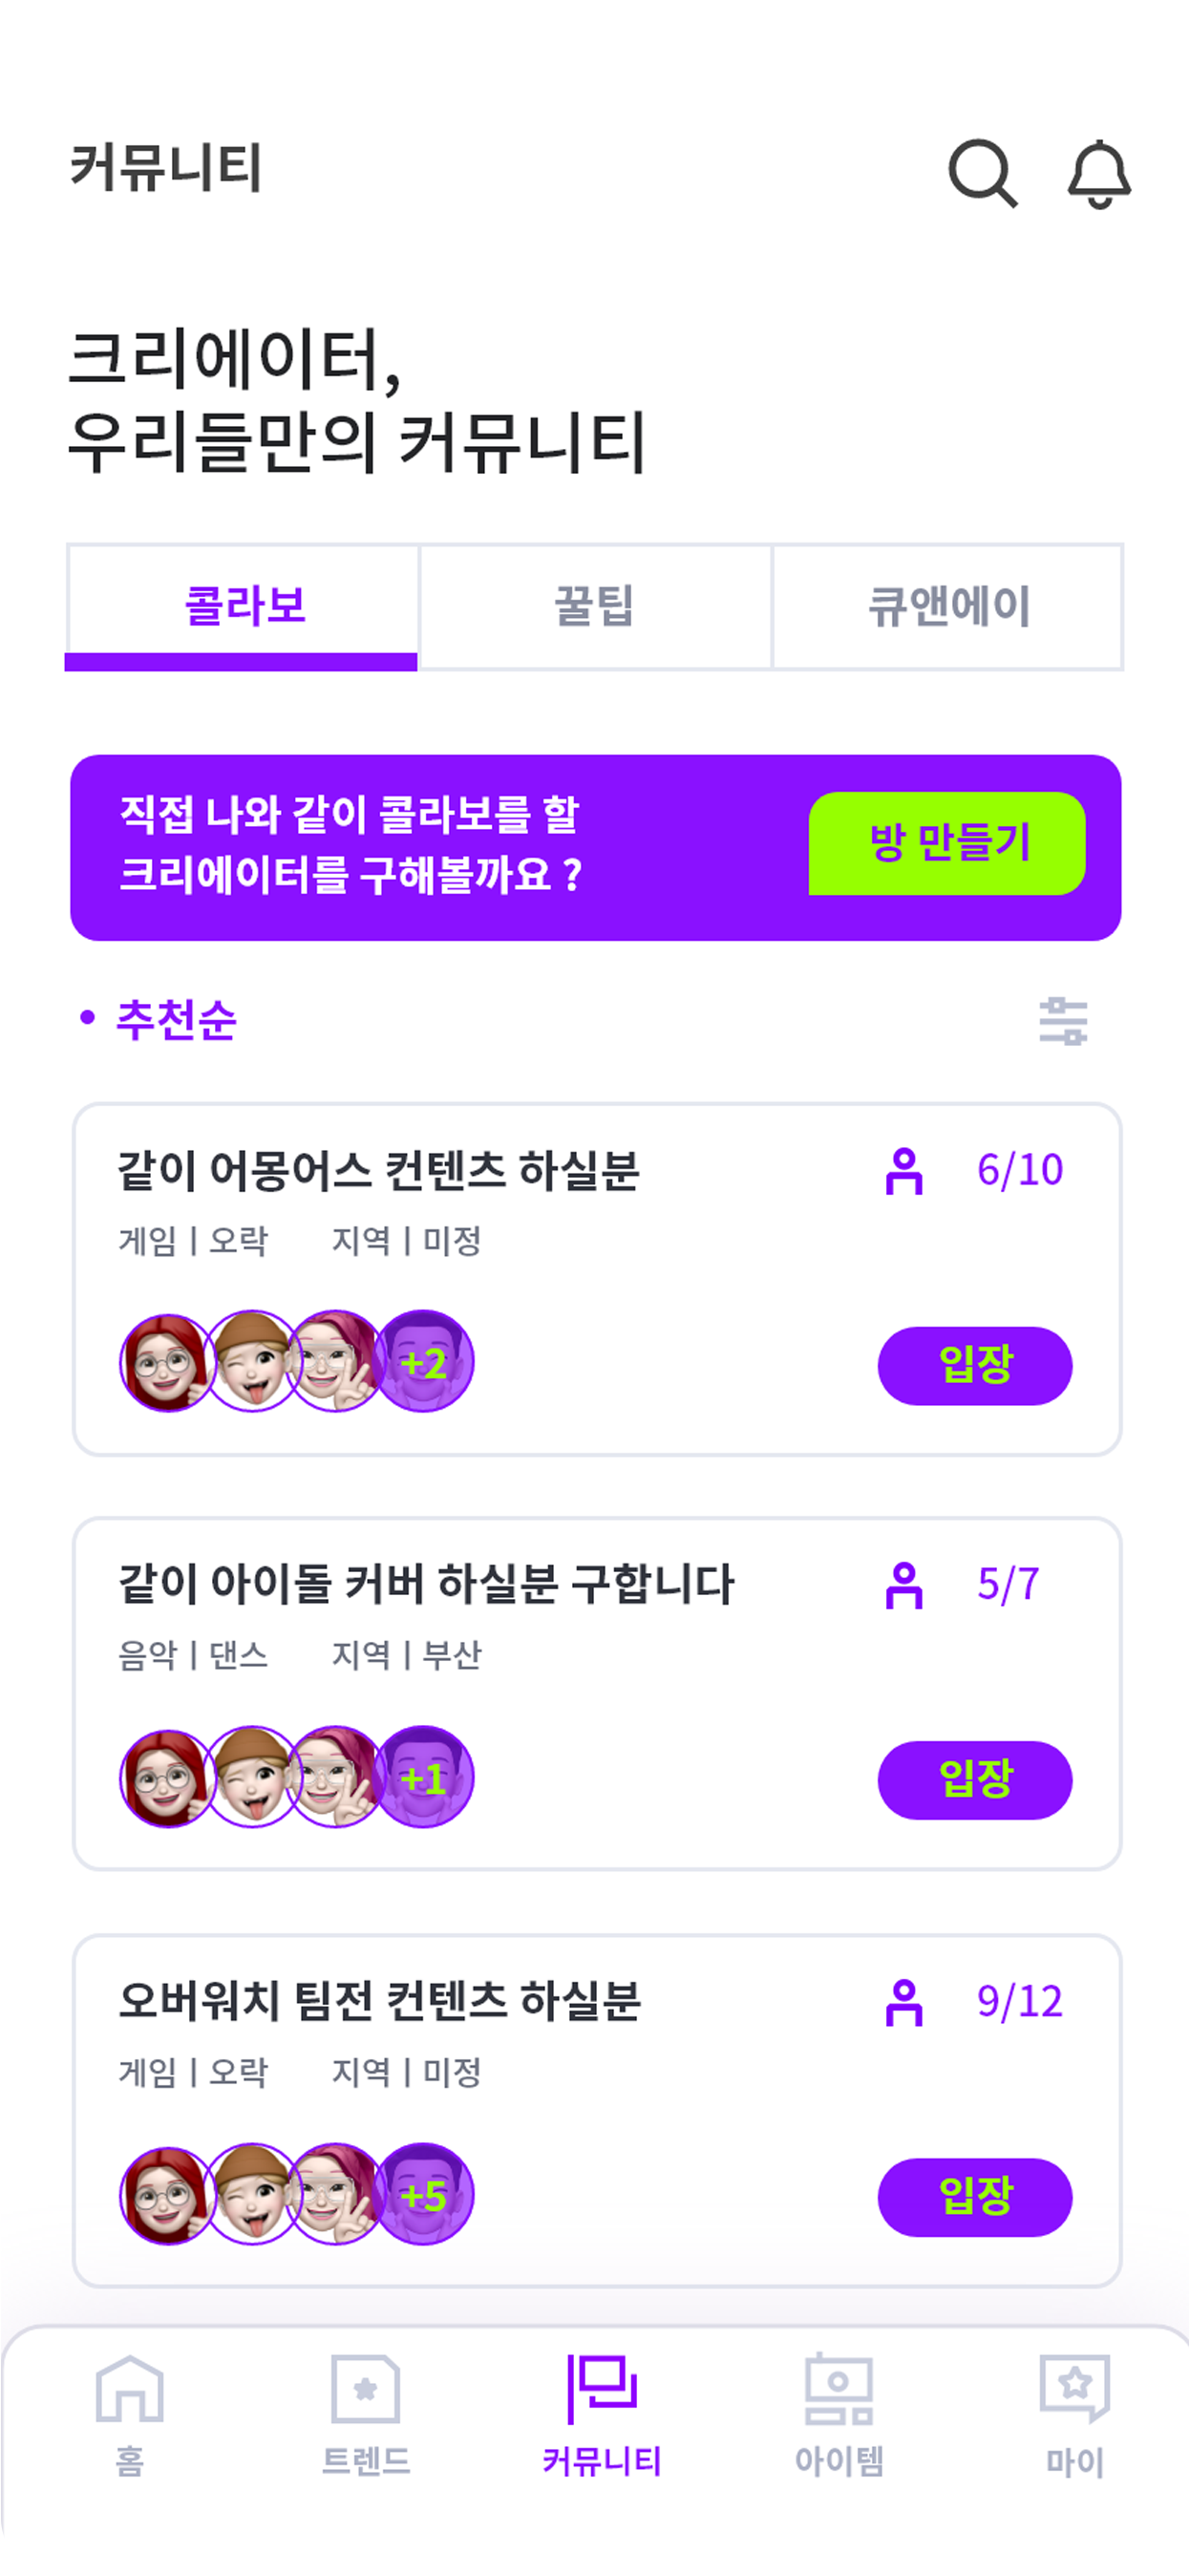 커뮤니티
크리에이터,
우리들만의 커뮤니티
콜라보 꿀팁 큐앤에이
직접 나와 같이 콜라보를 할
크리에이터를 구해볼까요 ?
방 만들기
• 추천순
같이 어몽어스 컨텐츠 하실분 6/10
게임 | 오락 지역 | 미정
+2 입장
같이 아이돌 커버 하실분 구합니다 5/7
음악 | 댄스 지역 | 부산
+1 입장
오버워치 팀전 컨텐츠 하실분 9/12
게임 | 오락 지역 | 미정
+5 입장
홈 트렌드 커뮤니티 아이템 마이